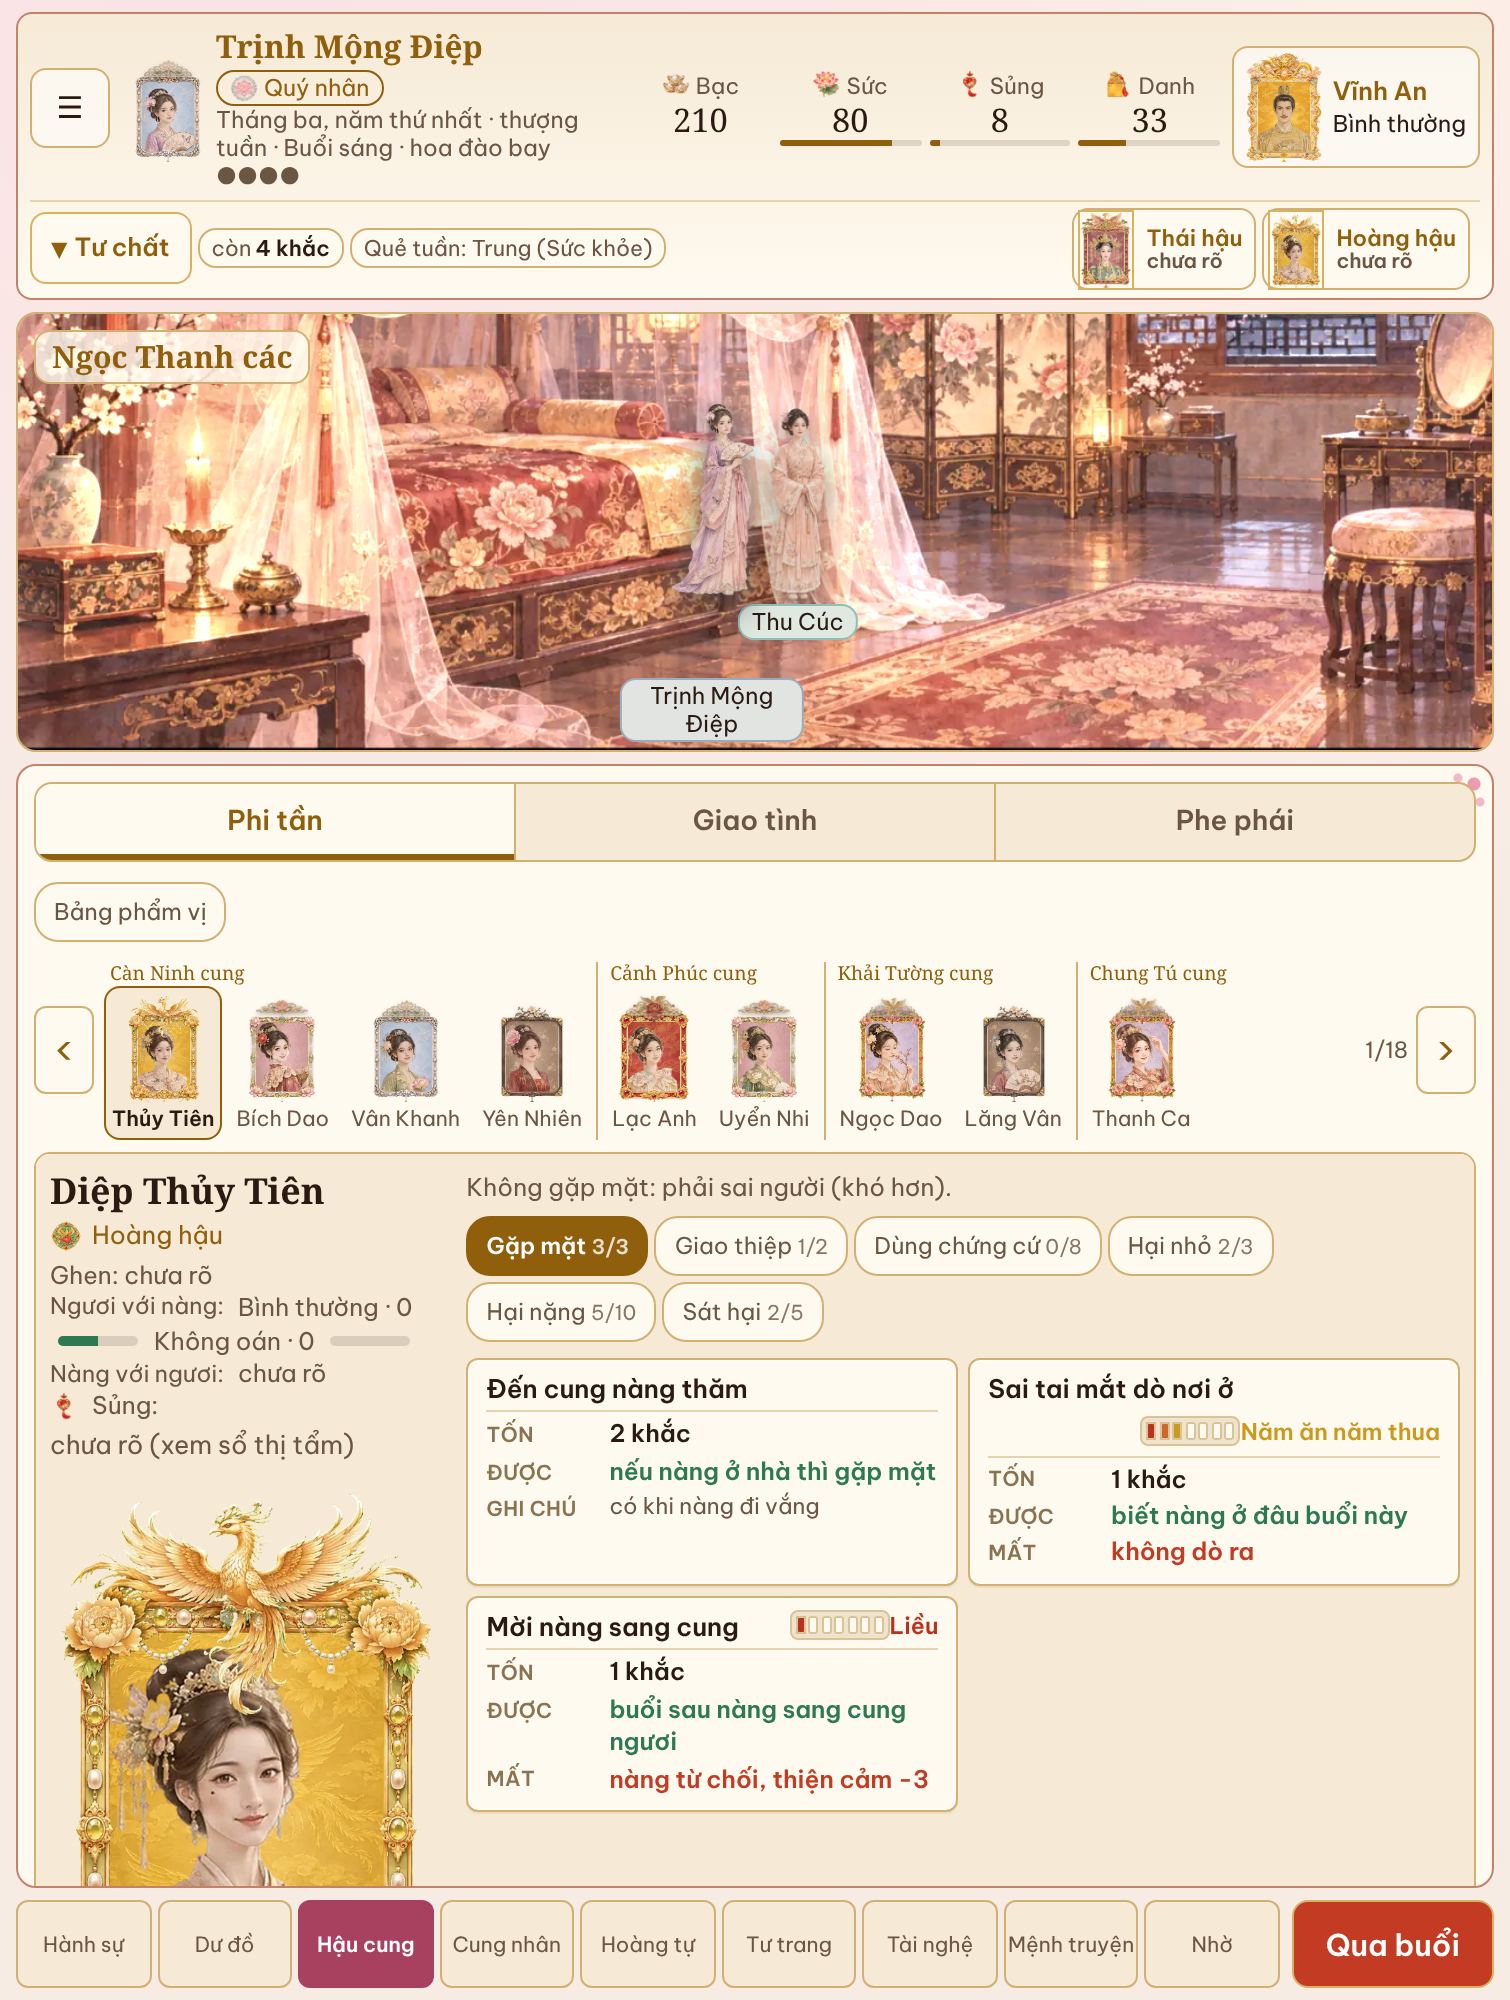 Trịnh Mộng Điệp
Quý nhân
Tháng ba, năm thứ nhất · thượng
tuần · Buổi sáng · hoa đào bay
Bạc
210
Sức
80
Sủng
8
Danh
33
Vĩnh An
Bình thường
▼ Tư chất
còn 4 khắc
Quẻ tuần: Trung (Sức khỏe)
Thái hậu
chưa rõ
Hoàng hậu
chưa rõ
Ngọc Thanh các
Thu Cúc
Trịnh Mộng
Điệp
Phi tần
Giao tình
Phe phái
Bảng phẩm vị
Càn Ninh cung
Cảnh Phúc cung
Khải Tường cung
Chung Tú cung
Thủy Tiên
Bích Dao
Vân Khanh
Yên Nhiên
Lạc Anh
Uyển Nhi
Ngọc Dao
Lăng Vân
Thanh Ca
1/18
Diệp Thủy Tiên
Hoàng hậu
Ghen: chưa rõ
Ngươi với nàng: Bình thường · 0
Không oán · 0
Nàng với ngươi: chưa rõ
Sủng:
chưa rõ (xem sổ thị tẩm)
Không gặp mặt: phải sai người (khó hơn).
Gặp mặt 3/3
Giao thiệp 1/2
Dùng chứng cứ 0/8
Hại nhỏ 2/3
Hại nặng 5/10
Sát hại 2/5
Đến cung nàng thăm
TỐN 2 khắc
ĐƯỢC nếu nàng ở nhà thì gặp mặt
GHI CHÚ có khi nàng đi vắng
Sai tai mắt dò nơi ở
Năm ăn năm thua
TỐN 1 khắc
ĐƯỢC biết nàng ở đâu buổi này
MẤT không dò ra
Mời nàng sang cung
Liều
TỐN 1 khắc
ĐƯỢC buổi sau nàng sang cung
ngươi
MẤT nàng từ chối, thiện cảm -3
Hành sự
Dư đồ
Hậu cung
Cung nhân
Hoàng tự
Tư trang
Tài nghệ
Mệnh truyện
Nhờ
Qua buổi